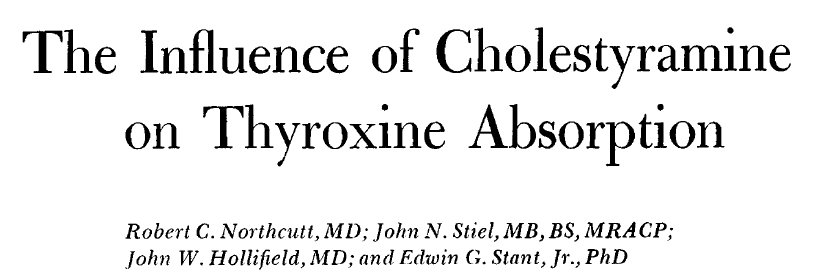 The Influence of Cholestyramine
on Thyroxine Absorption
Robert C. Northcutt, MD; John N. Stiel, MB, BS, MRACP;
John W. Hollifield, MD; and Edwin G. Stant, Jr., PhD